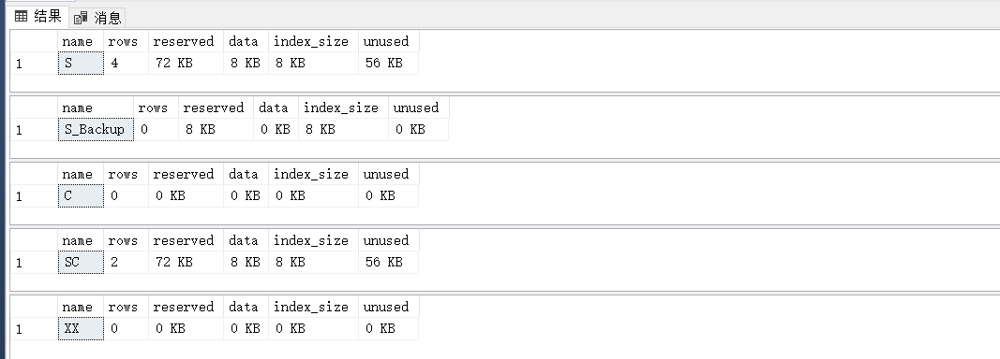 结果 消息
name rows reserved data index_size unused
1 S 4 72 KB 8 KB 8 KB 56 KB
name rows reserved data index_size unused
1 S_Backup 0 8 KB 0 KB 8 KB 0 KB
name rows reserved data index_size unused
1 C 0 0 KB 0 KB 0 KB 0 KB
name rows reserved data index_size unused
1 SC 2 72 KB 8 KB 8 KB 56 KB
name rows reserved data index_size unused
1 XX 0 0 KB 0 KB 0 KB 0 KB